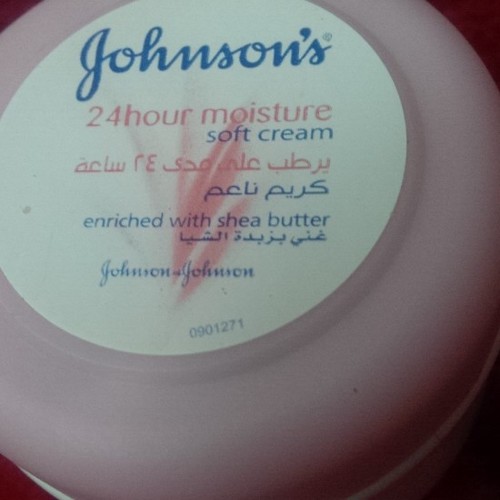 Johnson's
24hour moisture
soft cream
يرطب على مدى ٢٤ ساعة
كريم ناعم
enriched with shea butter
غني بزبدة الشيا
Johnson & Johnson
0901271